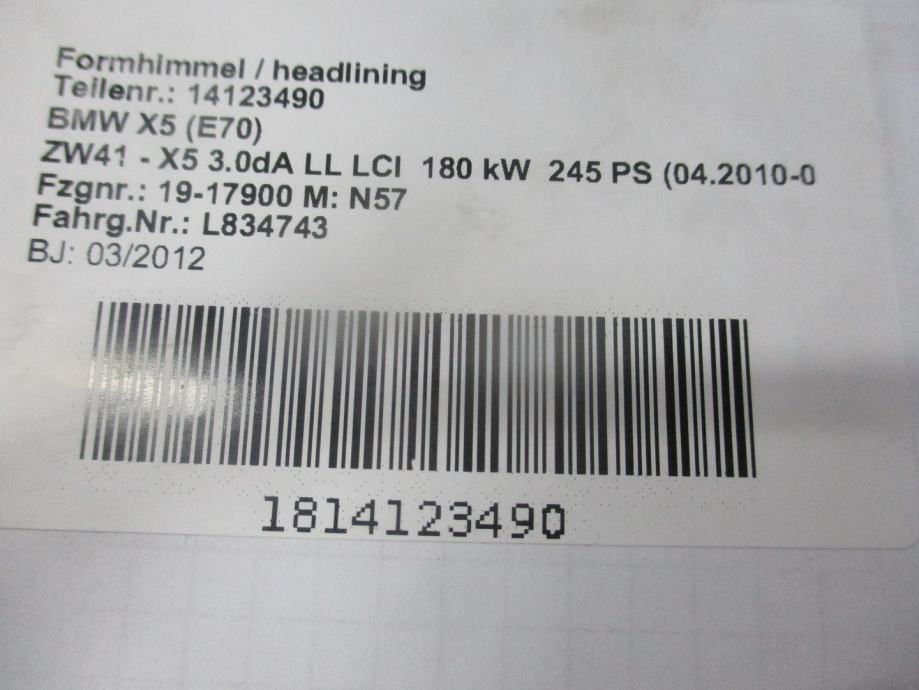 Formhimmel / headlining
Teilenr.: 14123490
BMW X5 (E70)
ZW41 - X5 3.0dA LL LCI 180 kW 245 PS (04.2010-0
Fzgnr.: 19-17900 M: N57
Fahrg.Nr.: L834743
BJ: 03/2012
1814123490